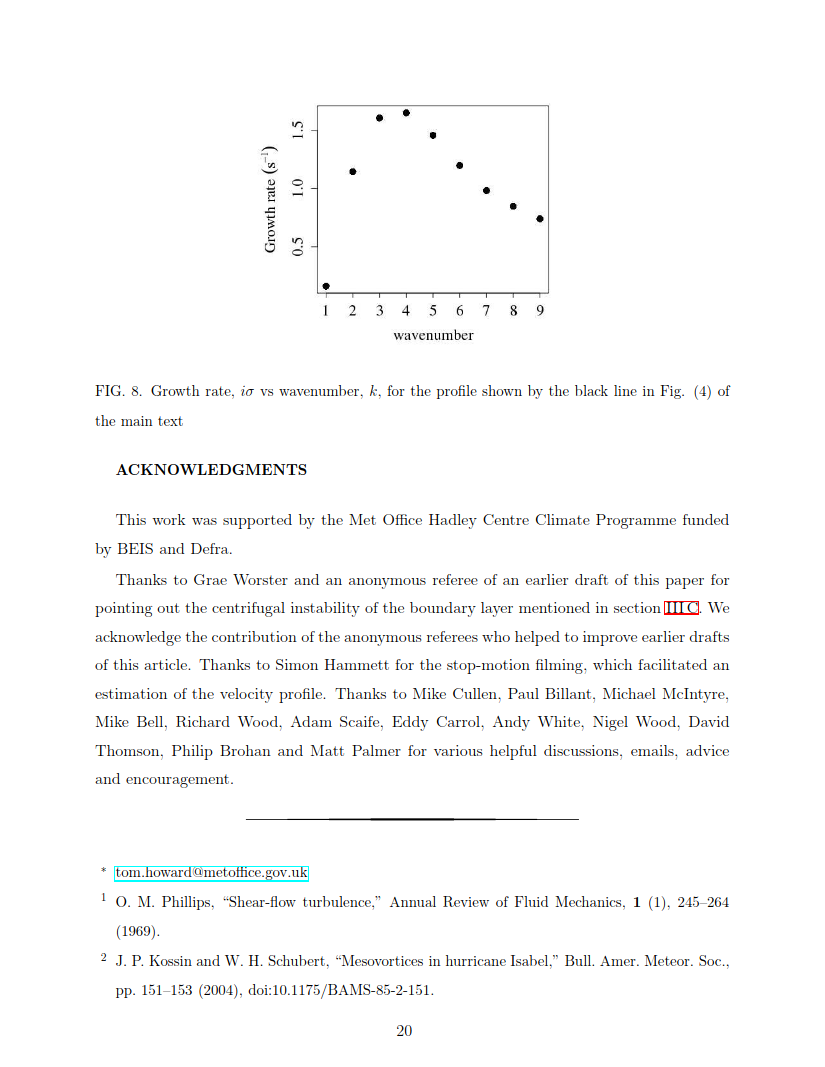 1.5
1.0
0.5
Growth rate (s⁻¹)
1 2 3 4 5 6 7 8 9
wavenumber
FIG. 8. Growth rate, iσ vs wavenumber, k, for the profile shown by the black line in Fig. (4) of
the main text
ACKNOWLEDGMENTS
This work was supported by the Met Office Hadley Centre Climate Programme funded
by BEIS and Defra.
Thanks to Grae Worster and an anonymous referee of an earlier draft of this paper for
pointing out the centrifugal instability of the boundary layer mentioned in section III C. We
acknowledge the contribution of the anonymous referees who helped to improve earlier drafts
of this article. Thanks to Simon Hammett for the stop-motion filming, which facilitated an
estimation of the velocity profile. Thanks to Mike Cullen, Paul Billant, Michael McIntyre,
Mike Bell, Richard Wood, Adam Scaife, Eddy Carrol, Andy White, Nigel Wood, David
Thomson, Philip Brohan and Matt Palmer for various helpful discussions, emails, advice
and encouragement.
* tom.howard@metoffice.gov.uk
1 O. M. Phillips, “Shear-flow turbulence,” Annual Review of Fluid Mechanics, 1 (1), 245–264
(1969).
2 J. P. Kossin and W. H. Schubert, “Mesovortices in hurricane Isabel,” Bull. Amer. Meteor. Soc.,
pp. 151–153 (2004), doi:10.1175/BAMS-85-2-151.
20